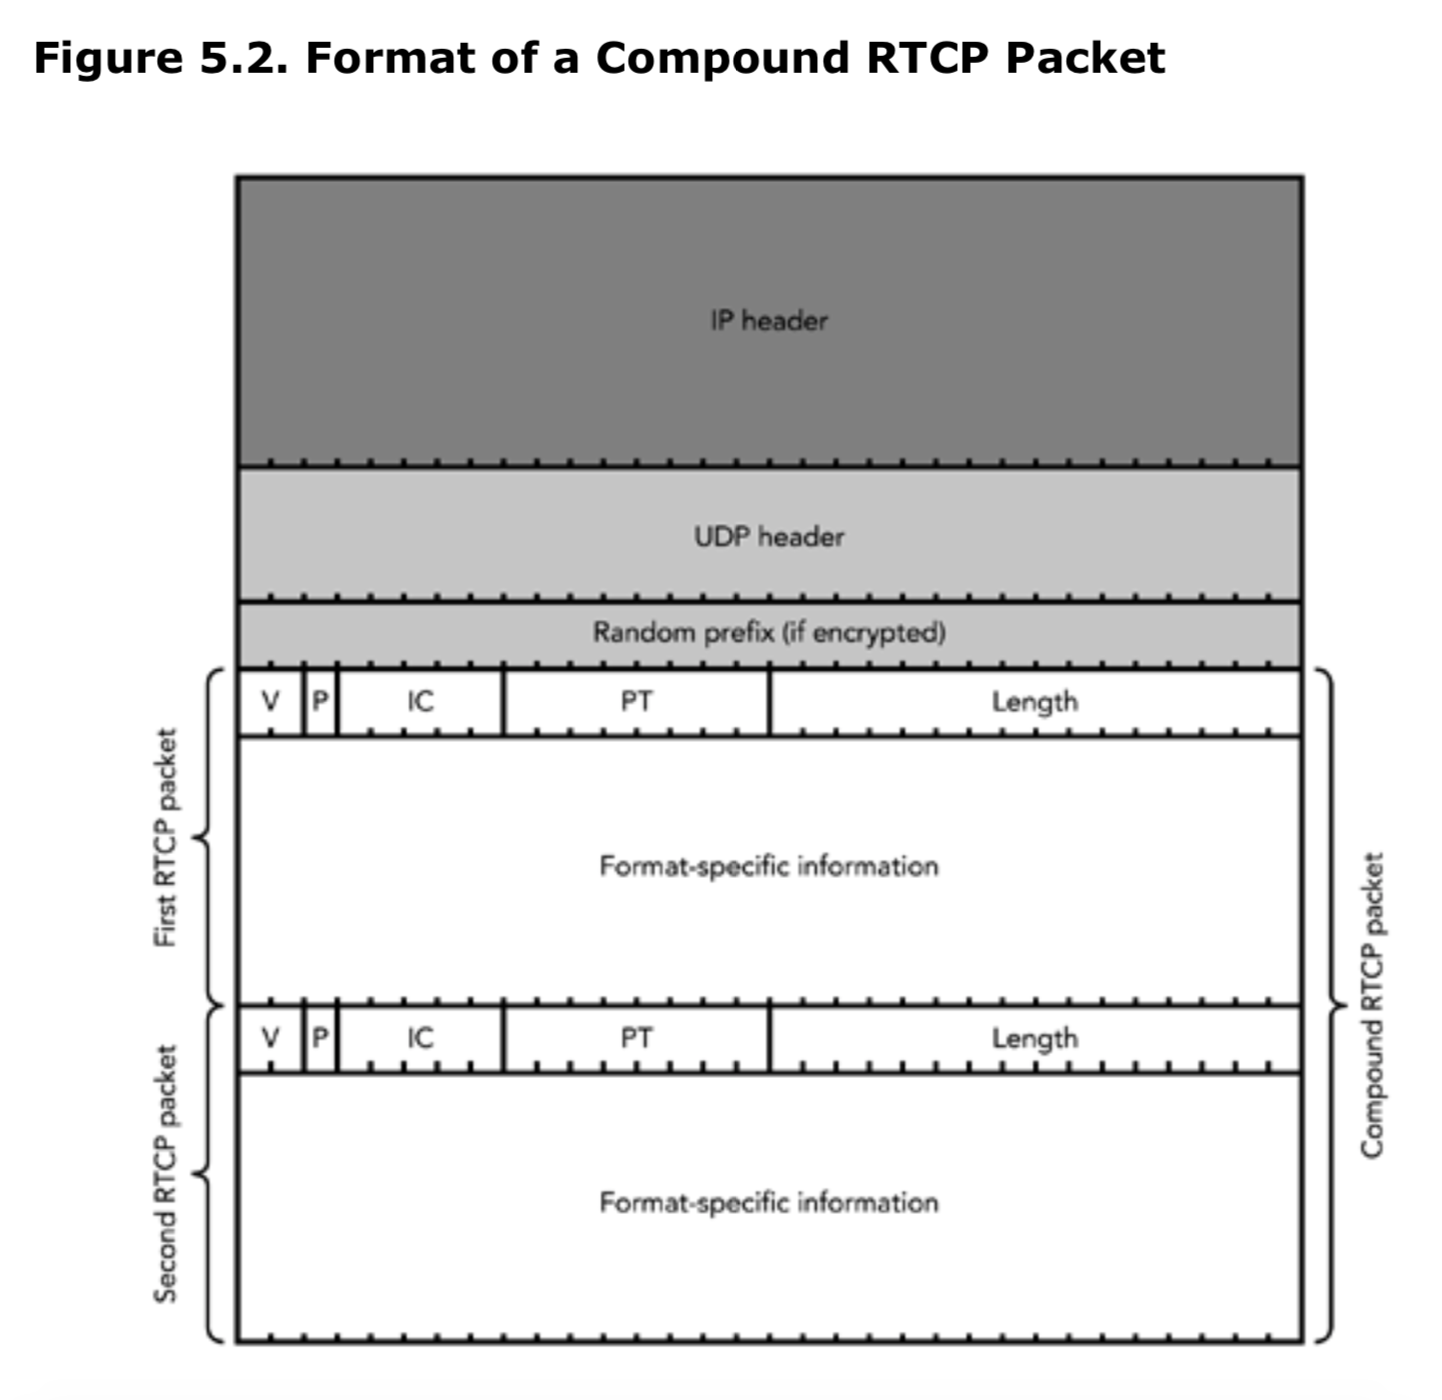 Figure 5.2. Format of a Compound RTCP Packet
IP header
UDP header
Random prefix (if encrypted)
V P IC PT Length
First RTCP packet
Format-specific information
V P IC PT Length
Second RTCP packet
Format-specific information
Compound RTCP packet